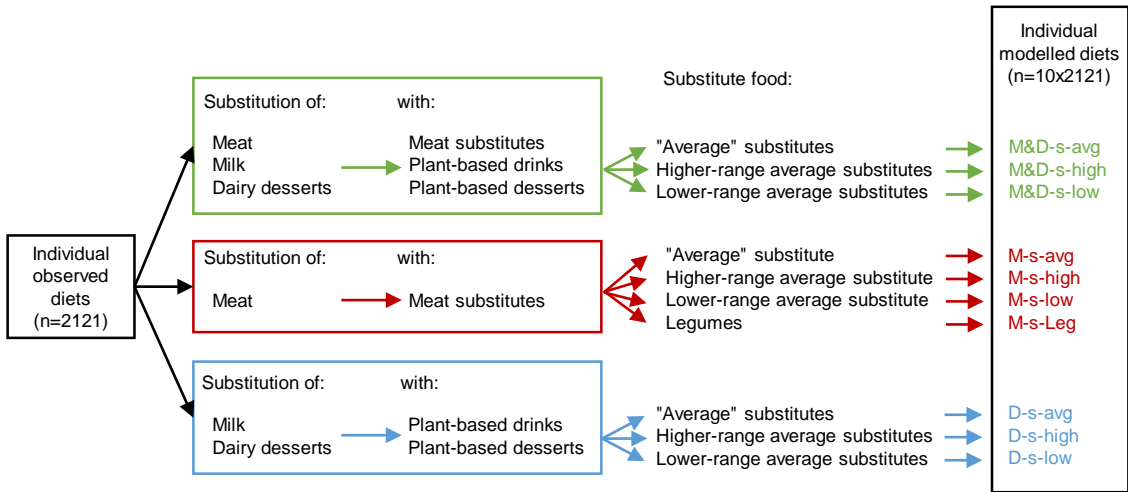 Individual
observed
diets
(n=2121)
Substitution of: with:
Meat Meat substitutes
Milk Plant-based drinks
Dairy desserts Plant-based desserts
Substitution of: with:
Meat Meat substitutes
Substitution of: with:
Milk Plant-based drinks
Dairy desserts Plant-based desserts
Substitute food:
"Average" substitutes
Higher-range average substitutes
Lower-range average substitutes
"Average" substitute
Higher-range average substitute
Lower-range average substitute
Legumes
"Average" substitutes
Higher-range average substitutes
Lower-range average substitutes
Individual
modelled diets
(n=10x2121)
M&D-s-avg
M&D-s-high
M&D-s-low
M-s-avg
M-s-high
M-s-low
M-s-Leg
D-s-avg
D-s-high
D-s-low